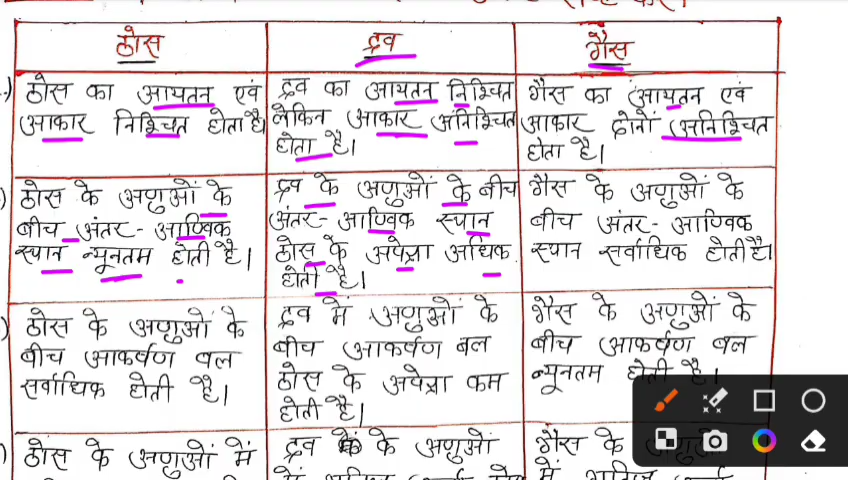 ठोस
द्रव
गैस
ठोस का आयतन एवं
आकार निश्चित होता है।
द्रव का आयतन निश्चित
लेकिन आकार अनिश्चित
होता है।
गैस का आयतन एवं
आकार दोनों अनिश्चित
होता है।
ठोस के अणुओं के
बीच अंतर-आण्विक
स्थान न्यूनतम होती है।
द्रव के अणुओं के बीच
अंतर-आण्विक स्थान
ठोस के अपेक्षा अधिक
होती है।
गैस के अणुओं के
बीच अंतर-आण्विक
स्थान सर्वाधिक होती है।
ठोस के अणुओं के
बीच आकर्षण बल
सर्वाधिक होती है।
द्रव में अणुओं के
बीच आकर्षण बल
ठोस के अपेक्षा कम
होती है।
गैस के अणुओं के
बीच आकर्षण बल
न्यूनतम होती है।
ठोस के अणुओं में
द्रव के अणुओं
गैस के अणुओं